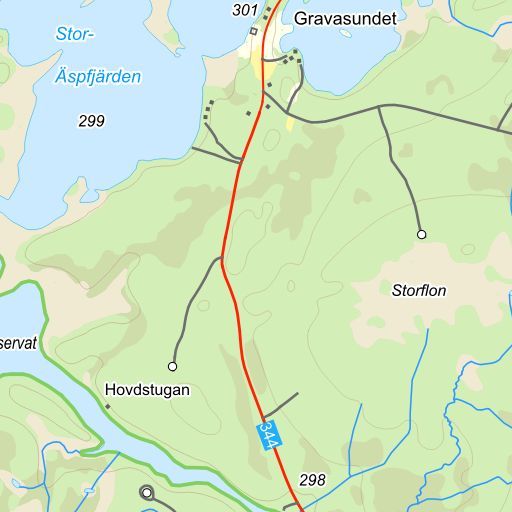 301
Gravasundet
Stor-
Äspfjärden
299
Storflon
servat
Hovdstugan
344
298